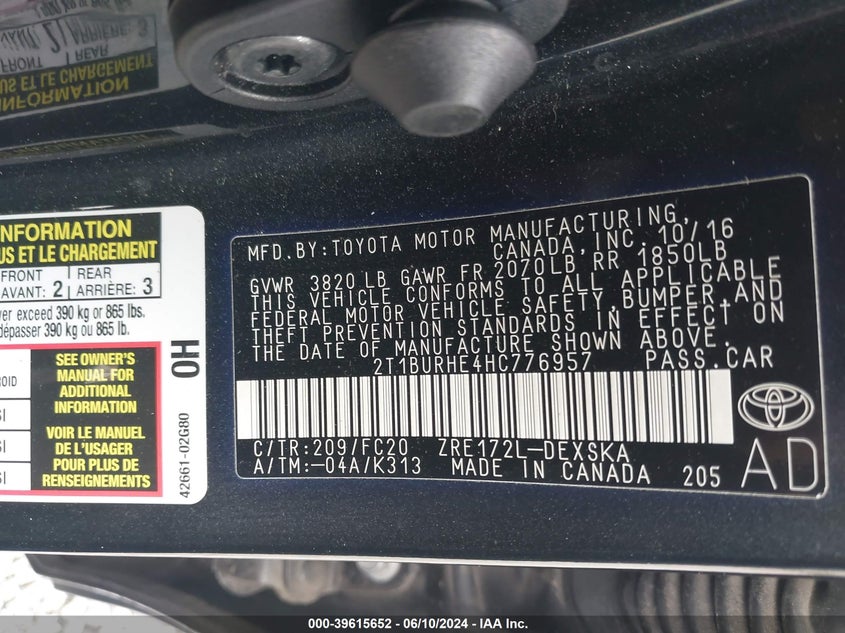 INFORMATION
US ET LE CHARGEMENT
FRONT REAR
AVANT: 2 ARRIÈRE: 3
ver exceed 390 kg or 865 lbs.
dépasser 390 kg ou 865 lb.
SEE OWNER'S
MANUAL FOR
ADDITIONAL
INFORMATION
VOIR LE MANUEL
DE L'USAGER
POUR PLUS DE
RENSEIGNEMENTS
0H
42661-02G80
MFD. BY: TOYOTA MOTOR MANUFACTURING,
CANADA, INC. 10/16
GVWR 3820 LB GAWR FR 2070LB RR 1850LB
THIS VEHICLE CONFORMS TO ALL APPLICABLE
FEDERAL MOTOR VEHICLE SAFETY, BUMPER, AND
THEFT PREVENTION STANDARDS IN EFFECT ON
THE DATE OF MANUFACTURE SHOWN ABOVE.
2T1BURHE4HC776957 PASS. CAR
C/TR: 209/FC20 ZRE172L-DEXSKA
A/TM: -04A/K313 MADE IN CANADA 205
AD
000-39615652 - 06/10/2024 - IAA Inc.